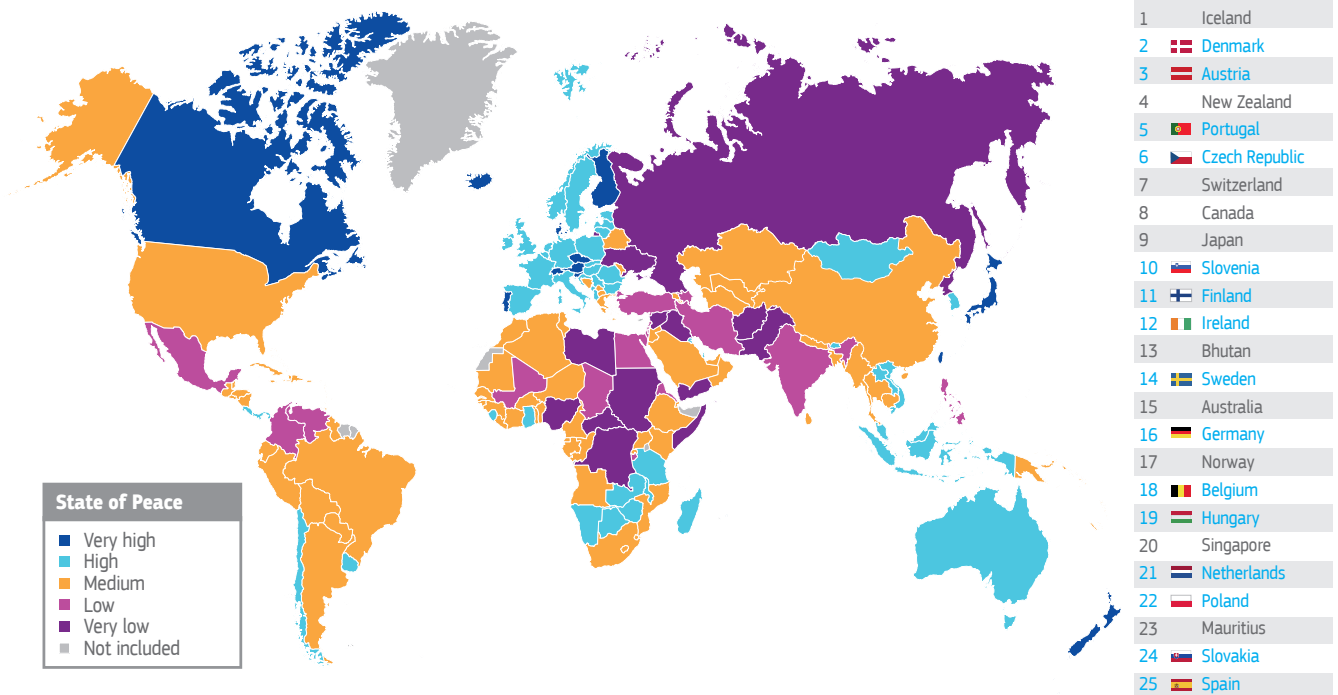 1 Iceland
2 Denmark
3 Austria
4 New Zealand
5 Portugal
6 Czech Republic
7 Switzerland
8 Canada
9 Japan
10 Slovenia
11 Finland
12 Ireland
13 Bhutan
14 Sweden
15 Australia
16 Germany
17 Norway
18 Belgium
19 Hungary
20 Singapore
21 Netherlands
22 Poland
23 Mauritius
24 Slovakia
25 Spain
State of Peace
Very high
High
Medium
Low
Very low
Not included